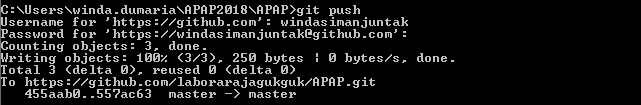 C:\Users\winda.dumaria\APAP2018\APAP>git push
Username for 'https://github.com': windasimanjuntak
Password for 'https://windasimanjuntak@github.com':
Counting objects: 3, done.
Writing objects: 100% (3/3), 250 bytes | 0 bytes/s, done.
Total 3 (delta 0), reused 0 (delta 0)
To https://github.com/laborarajagukguk/APAP.git
   455aab0..557ac63  master -> master